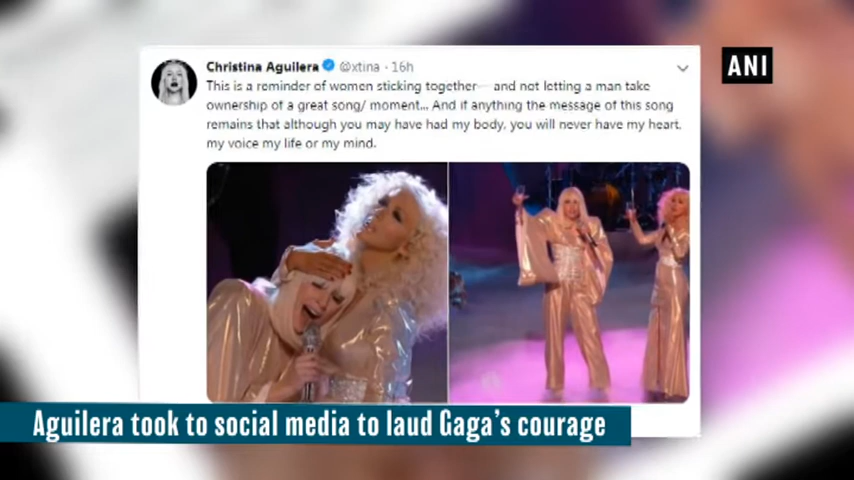 Christina Aguilera @xtina · 16h
ANI
This is a reminder of women sticking together— and not letting a man take
ownership of a great song/ moment... And if anything the message of this song
remains that although you may have had my body, you will never have my heart,
my voice my life or my mind.
Aguilera took to social media to laud Gaga's courage